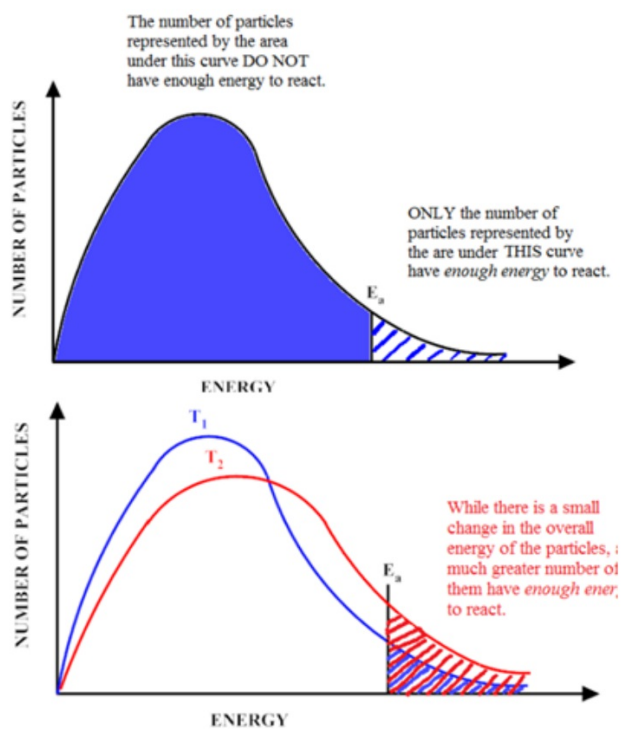 The number of particles
represented by the area
under this curve DO NOT
have enough energy to react.
NUMBER OF PARTICLES
ONLY the number of
particles represented by
the are under THIS curve
have enough energy to react.
Ea
ENERGY
T1
T2
NUMBER OF PARTICLES
While there is a small
change in the overall
energy of the particles,
much greater number of
them have enough
to react.
Ea
ENERGY